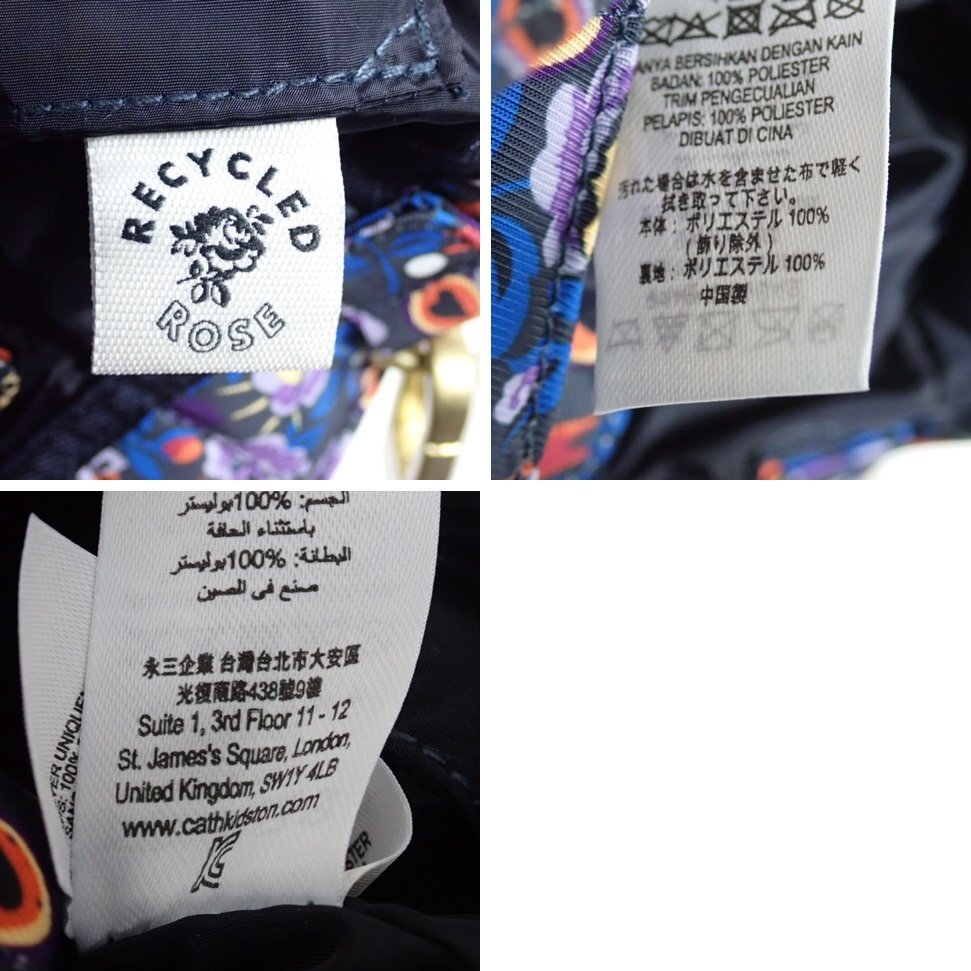 RECYCLED
ROSE
BERSIHKAN DENGAN KAIN
BADAN: 100% POLIESTER
TRIM PENGECUALIAN
PELAPIS: 100% POLIESTER
DIBUAT DI CINA
汚れた場合は水を含ませた布で軽く
拭き取って下さい。
本体：ポリエステル 100%
(飾り除外)
裏地：ポリエステル 100%
中国製
الجسم: 100% بوليستر
باستثناء الحافة
البطانة: 100% بوليستر
صنع في الصين
永三企業 台灣台北市大安區
光復南路438號9樓
Suite 1, 3rd Floor 11 - 12
St. James's Square, London,
United Kingdom, SW1Y 4LB
www.cathkidston.com